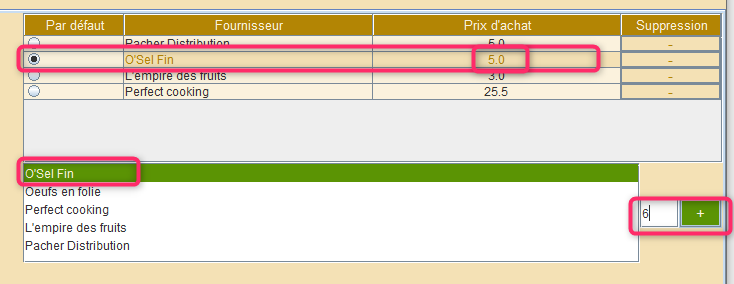 Par défaut Fournisseur Prix d'achat Suppression
Pacher Distribution 5.0
O'Sel Fin 5.0 -
L'empire des fruits 3.0 -
Perfect cooking 25.5 -
O'Sel Fin
Oeufs en folie
Perfect cooking
6 +
L'empire des fruits
Pacher Distribution